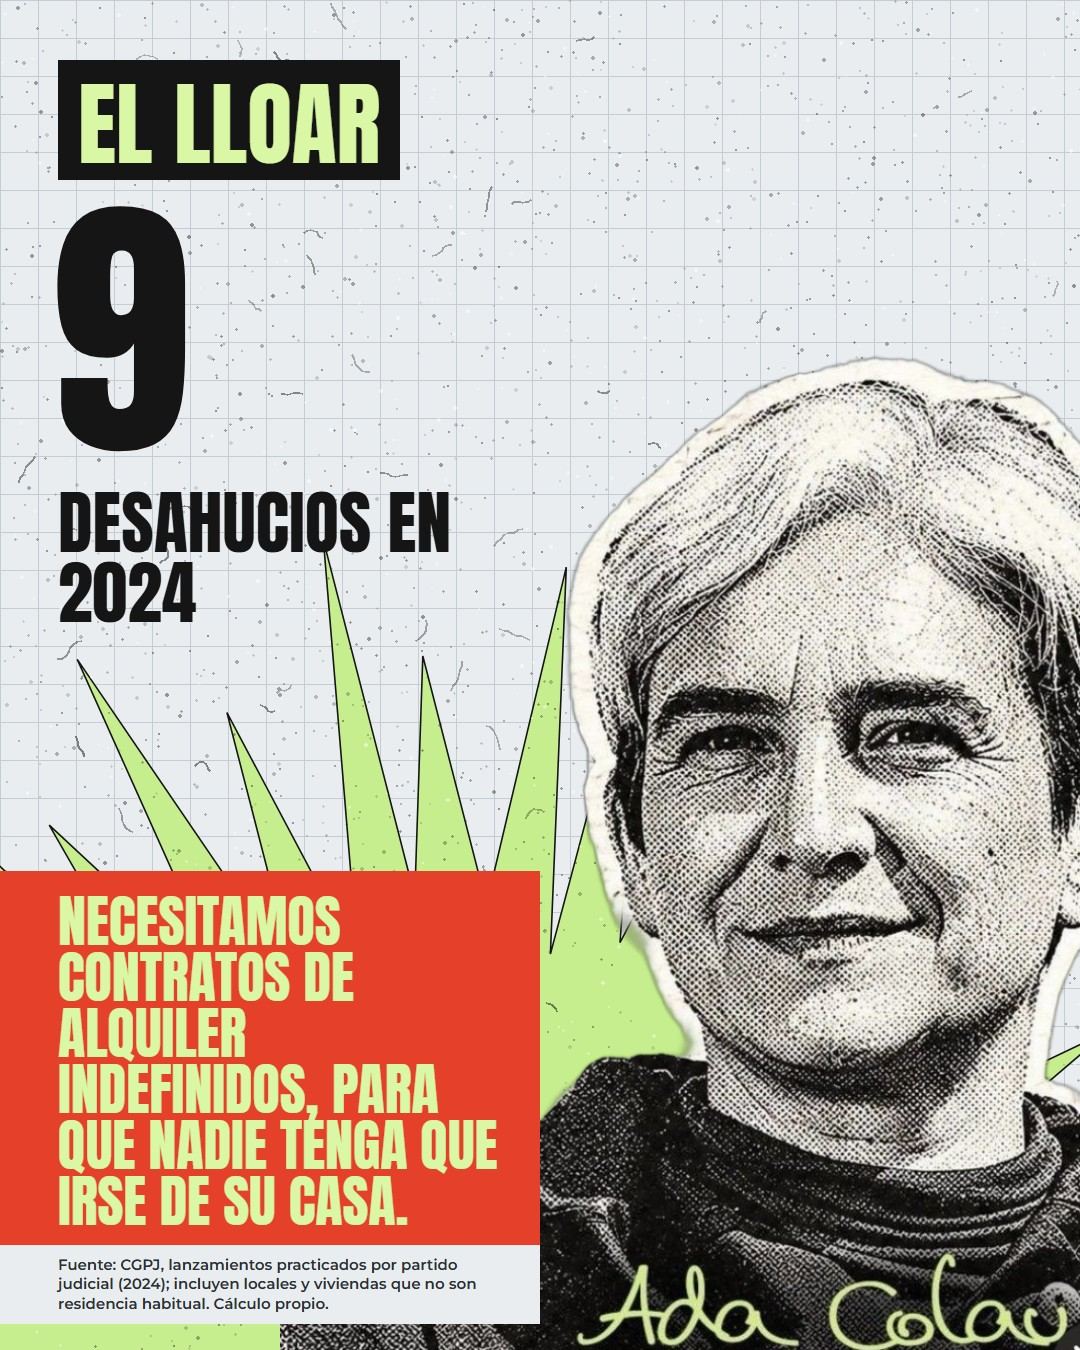 EL LLOAR
9
DESAHUCIOS EN
2024
NECESITAMOS
CONTRATOS DE
ALQUILER
INDEFINIDOS, PARA
QUE NADIE TENGA QUE
IRSE DE SU CASA.
Fuente: CGPJ, lanzamientos practicados por partido
judicial (2024); incluyen locales y viviendas que no son
residencia habitual. Cálculo propio.
Ada Colau